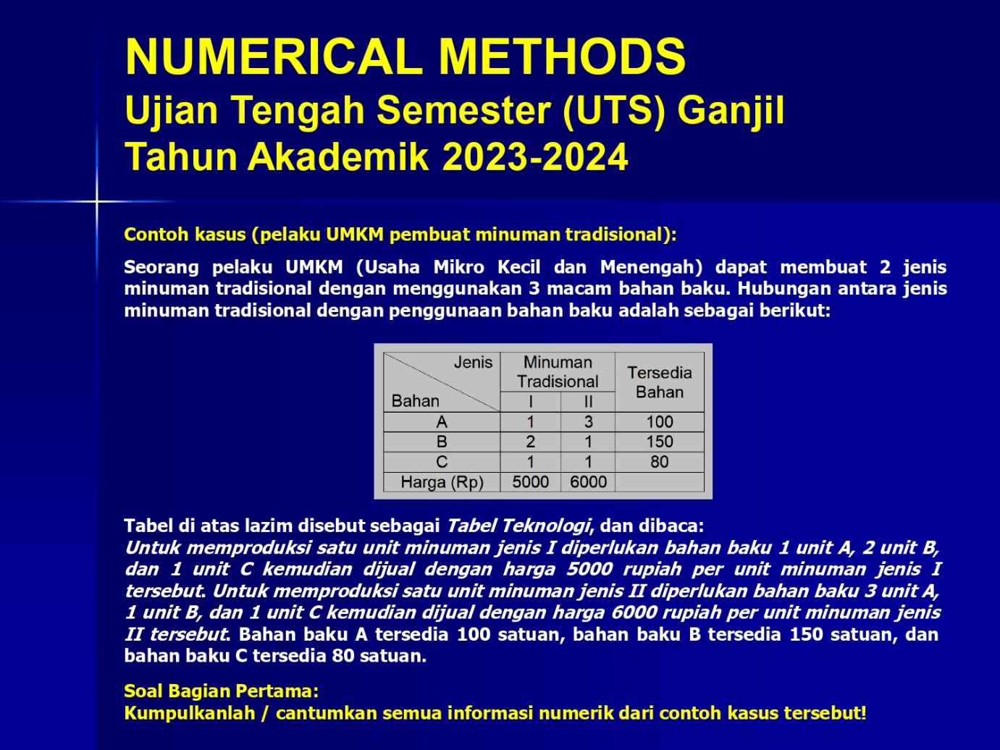 NUMERICAL METHODS
Ujian Tengah Semester (UTS) Ganjil
Tahun Akademik 2023-2024
Contoh kasus (pelaku UMKM pembuat minuman tradisional):
Seorang pelaku UMKM (Usaha Mikro Kecil dan Menengah) dapat membuat 2 jenis
minuman tradisional dengan menggunakan 3 macam bahan baku. Hubungan antara jenis
minuman tradisional dengan penggunaan bahan baku adalah sebagai berikut:
Jenis Minuman Tersedia
Bahan Tradisional Bahan
I II
A 1 3 100
B 2 1 150
C 1 1 80
Harga (Rp) 5000 6000
Tabel di atas lazim disebut sebagai Tabel Teknologi, dan dibaca:
Untuk memproduksi satu unit minuman jenis I diperlukan bahan baku 1 unit A, 2 unit B,
dan 1 unit C kemudian dijual dengan harga 5000 rupiah per unit minuman jenis I
tersebut. Untuk memproduksi satu unit minuman jenis II diperlukan bahan baku 3 unit A,
1 unit B, dan 1 unit C kemudian dijual dengan harga 6000 rupiah per unit minuman jenis
II tersebut. Bahan baku A tersedia 100 satuan, bahan baku B tersedia 150 satuan, dan
bahan baku C tersedia 80 satuan.
Soal Bagian Pertama:
Kumpulkanlah / cantumkan semua informasi numerik dari contoh kasus tersebut!